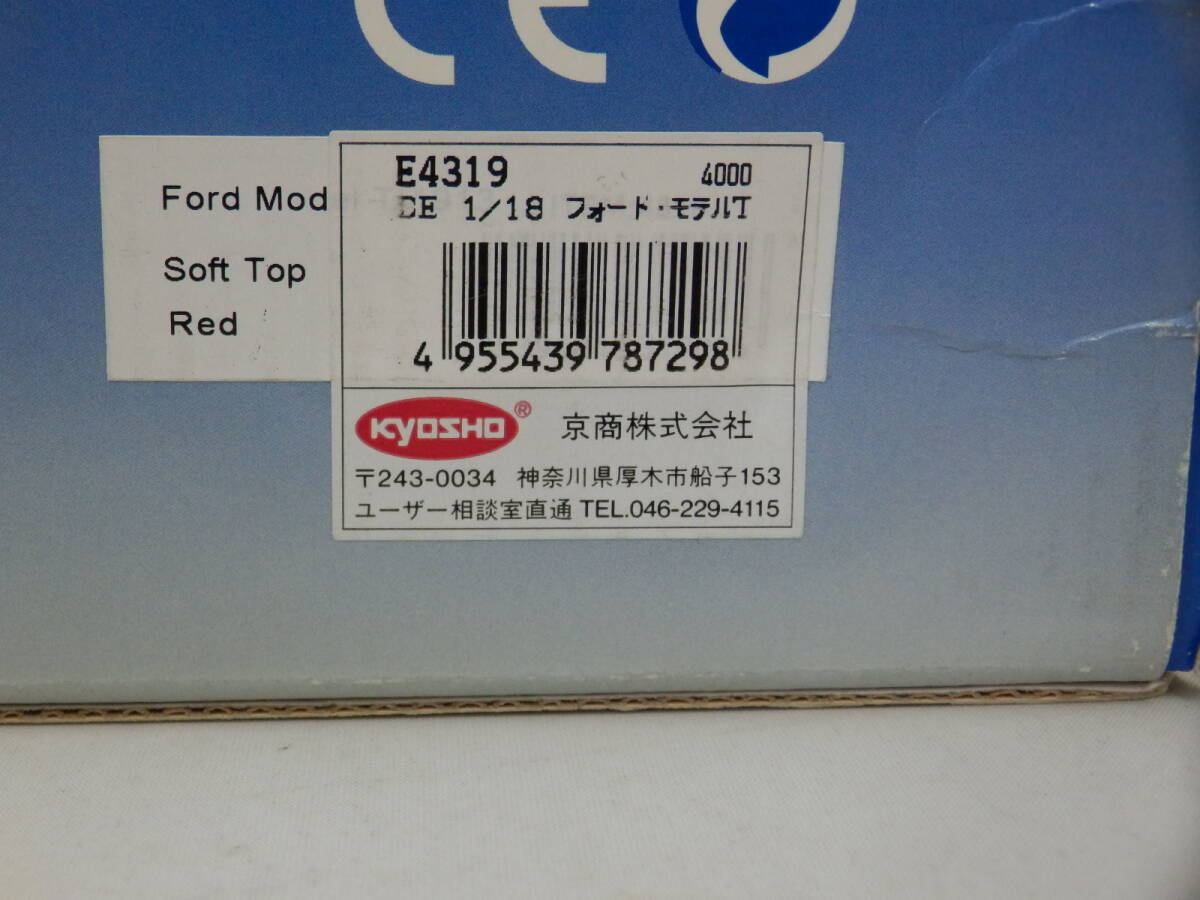 CE
Ford Mod
Soft Top
Red
E4319 4000
DE 1/18 フォード・モデルT
4 955439 787298
KYOSHO® 京商株式会社
〒243-0034 神奈川県厚木市船子153
ユーザー相談室直通 TEL.046-229-4115